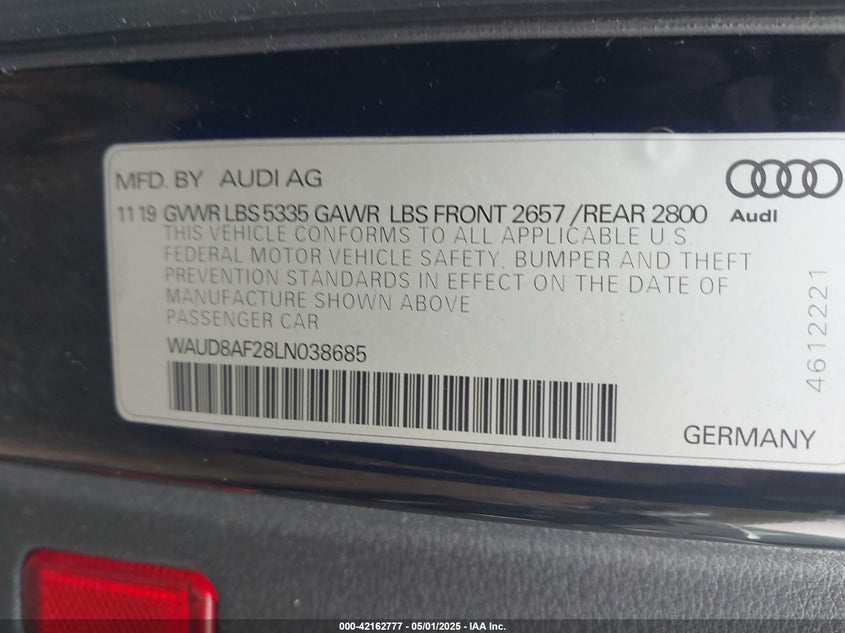 MFD. BY AUDI AG
11 19 GVWR LBS 5335 GAWR LBS FRONT 2657 /REAR 2800
Audi
THIS VEHICLE CONFORMS TO ALL APPLICABLE U.S.
FEDERAL MOTOR VEHICLE SAFETY, BUMPER AND THEFT
PREVENTION STANDARDS IN EFFECT ON THE DATE OF
MANUFACTURE SHOWN ABOVE
PASSENGER CAR
WAUD8AF28LN038685
4612221
GERMANY
000-42162777 - 05/01/2025 - IAA Inc.